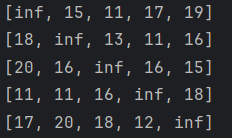 [inf, 15, 11, 17, 19]
[18, inf, 13, 11, 16]
[20, 16, inf, 16, 15]
[11, 11, 16, inf, 18]
[17, 20, 18, 12, inf]